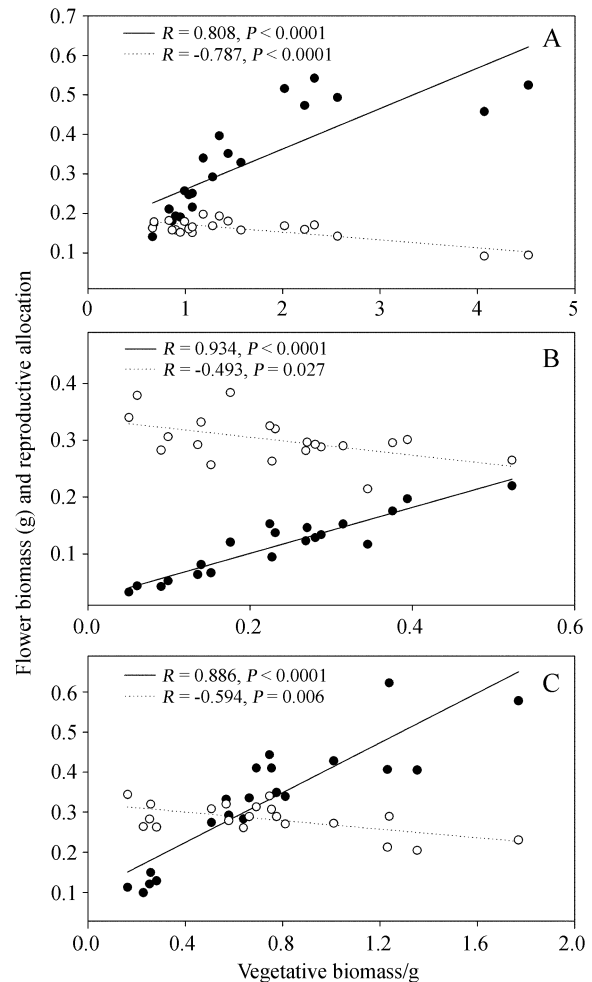 Flower biomass (g) and reproductive allocation
0.7
0.6
0.5
0.4
0.3
0.2
0.1
R = 0.808, P < 0.0001
R = -0.787, P < 0.0001
A
0 1 2 3 4 5
0.4
0.3
0.2
0.1
R = 0.934, P < 0.0001
R = -0.493, P = 0.027
B
0.0 0.2 0.4 0.6
0.6
0.5
0.4
0.3
0.2
0.1
R = 0.886, P < 0.0001
R = -0.594, P = 0.006
C
0.0 0.4 0.8 1.2 1.6 2.0
Vegetative biomass/g